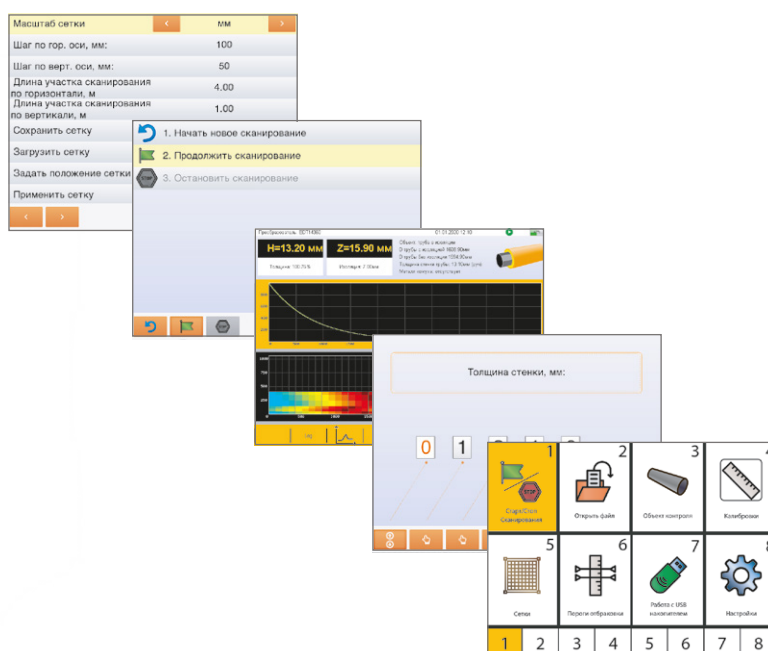 Масштаб сетки мм
Шаг по гор. оси, мм: 100
Шаг по верт. оси, мм: 50
Длина участка сканирования
по горизонтали, м 4.00
Длина участка сканирования
по вертикали, м 1.00
Сохранить сетку
Загрузить сетку
Задать положение сетки
Применить сетку
1. Начать новое сканирование
2. Продолжить сканирование
3. Остановить сканирование
STOP
H=13.20 мм Z=15.90 мм
Толщина стенки, мм:
0 1
1 2 3 4
Старт/Стоп Открыть файл Объект контроля Калибровки
Сканирования
5 6 7 8
Сетки Пороги отбраковки Работа с USB Настройки
накопителем
1 2 3 4 5 6 7 8